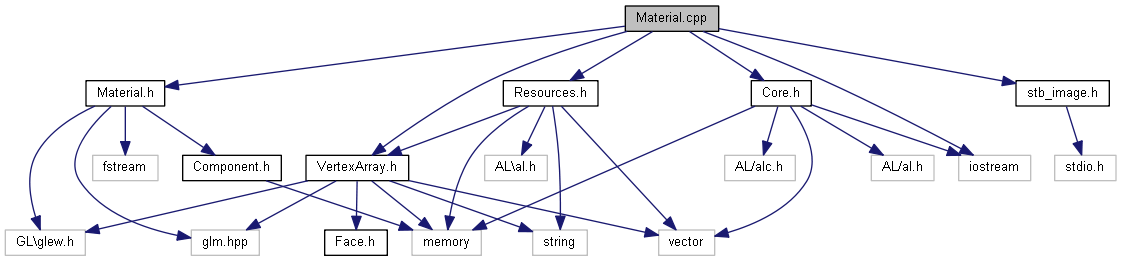 Material.cpp
Material.h
Resources.h
Core.h
stb_image.h
fstream
Component.h
VertexArray.h
AL\al.h
AL/alc.h
AL/al.h
iostream
stdio.h
GL\glew.h
glm.hpp
Face.h
memory
string
vector